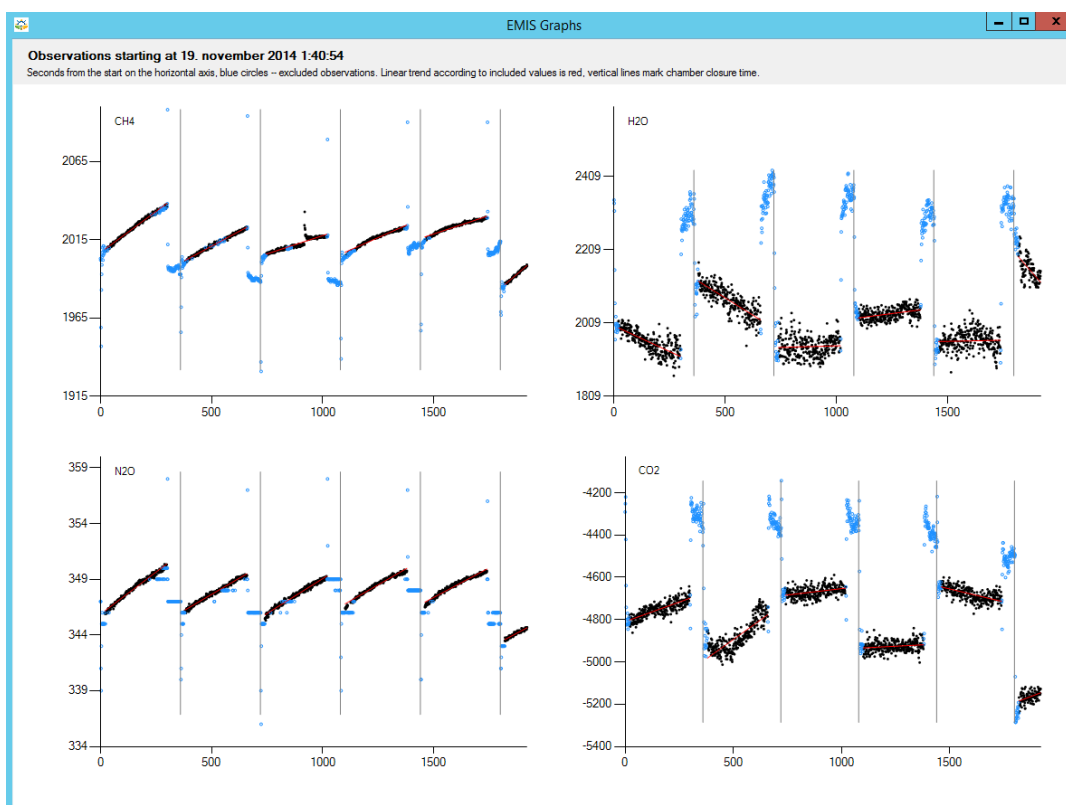 EMIS Graphs
Observations starting at 19. november 2014 1:40:54
Seconds from the start on the horizontal axis, blue circles -- excluded observations. Linear trend according to included values is red, vertical lines mark chamber closure time.
CH4
2065
2015
1965
1915
0 500 1000 1500
H2O
2409
2209
2009
1809
0 500 1000 1500
N2O
359
354
349
344
339
334
0 500 1000 1500
CO2
-4200
-4400
-4600
-4800
-5000
-5200
-5400
0 500 1000 1500